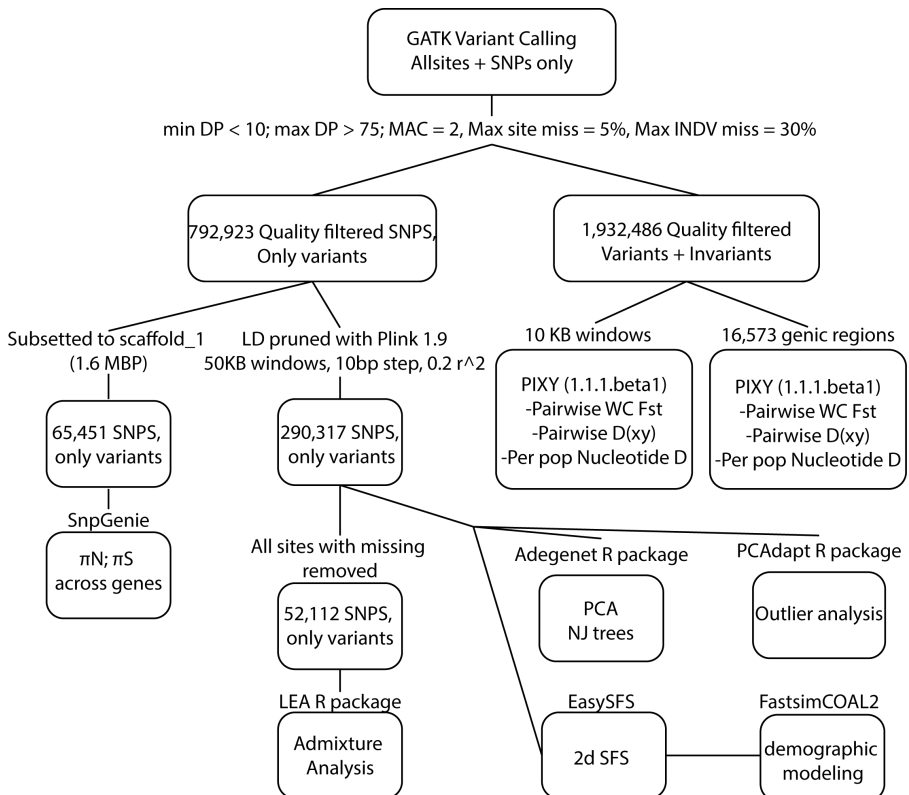 GATK Variant Calling
Allsites + SNPs only
min DP < 10; max DP > 75; MAC = 2, Max site miss = 5%, Max INDV miss = 30%
792,923 Quality filtered SNPS,
Only variants
1,932,486 Quality filtered
Variants + Invariants
Subsetted to scaffold_1
(1.6 MBP)
LD pruned with Plink 1.9
50KB windows, 10bp step, 0.2 r^2
10 KB windows
16,573 genic regions
65,451 SNPS,
only variants
290,317 SNPS,
only variants
PIXY (1.1.1.beta1)
-Pairwise WC Fst
-Pairwise D(xy)
-Per pop Nucleotide D
PIXY (1.1.1.beta1)
-Pairwise WC Fst
-Pairwise D(xy)
-Per pop Nucleotide D
SnpGenie
πN; πS
across genes
All sites with missing
removed
52,112 SNPS,
only variants
LEA R package
Admixture
Analysis
Adegenet R package
PCA
NJ trees
PCAdapt R package
Outlier analysis
EasySFS
2d SFS
FastsimCOAL2
demographic
modeling